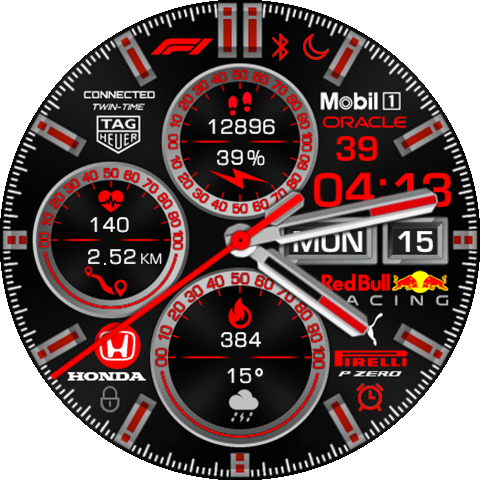 F1
CONNECTED
TWIN-TIME
TAG
HEUER
12896
39%
Mobil 1
ORACLE
39
04:13
140
2.52 KM
MON 15
Red Bull
RACING
384
15°
HONDA
PIRELLI
P ZERO